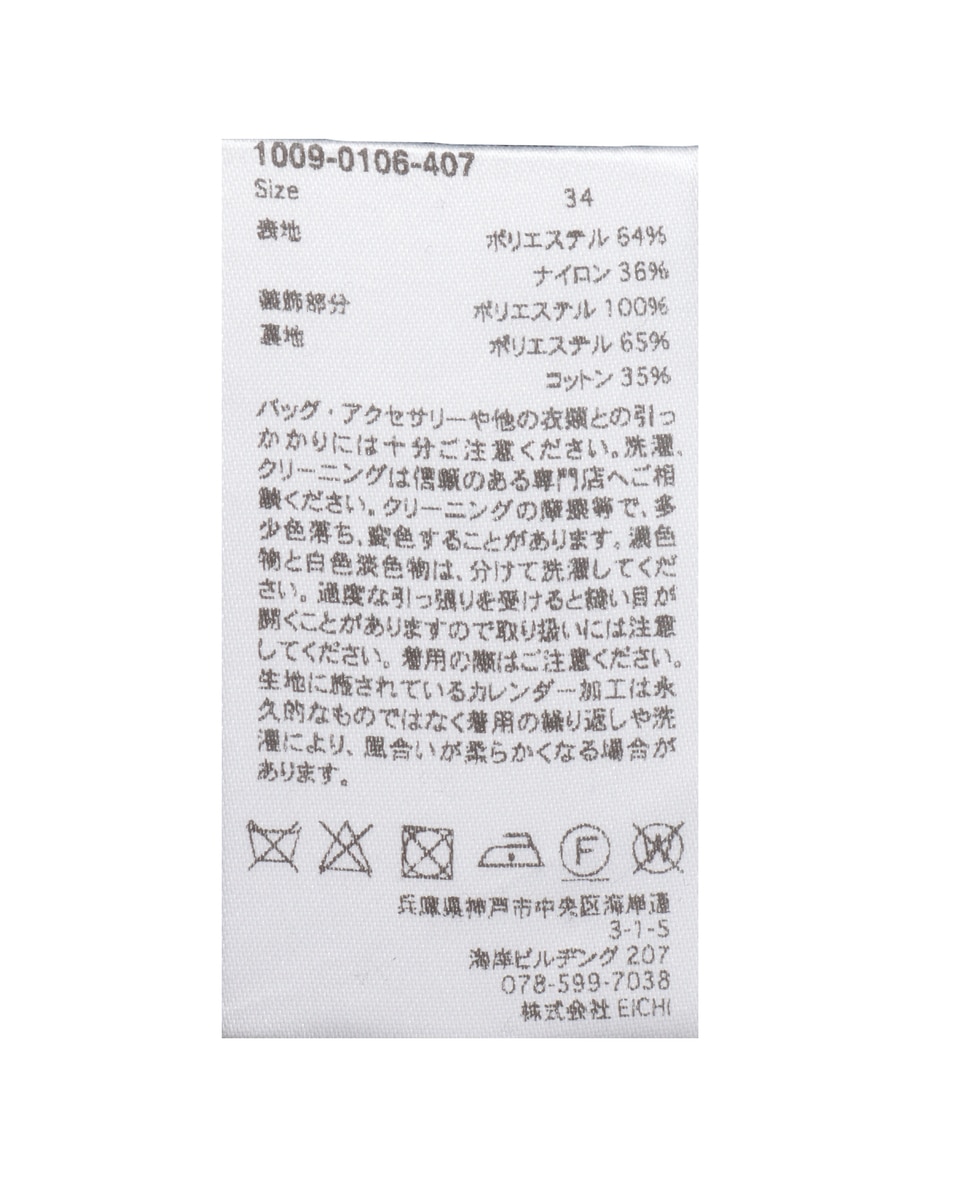 1009-0106-407
Size 34
表地 ポリエステル 64%
ナイロン 36%
装飾部分 ポリエステル 100%
裏地 ポリエステル 65%
コットン 35%
バッグ・アクセサリーや他の衣類との引っ
かかりには十分ご注意ください。洗濯、
クリーニングは信頼のある専門店へご相
談ください。クリーニングの摩擦等で、多
少色落ち、変色することがあります。濃色
物と白色淡色物は、分けて洗濯してくだ
さい。過度な引っ張りを受けると縫い目が
開くことがありますので取り扱いには注意
してください。着用の際はご注意ください。
生地に施されているカレンダー加工は永
久的なものではなく着用の繰り返しや洗
濯により、風合いが柔らかくなる場合が
あります。
F W
兵庫県神戸市中央区海岸通
3-1-5
海岸ビルヂング 207
078-599-7038
株式会社 EICHI